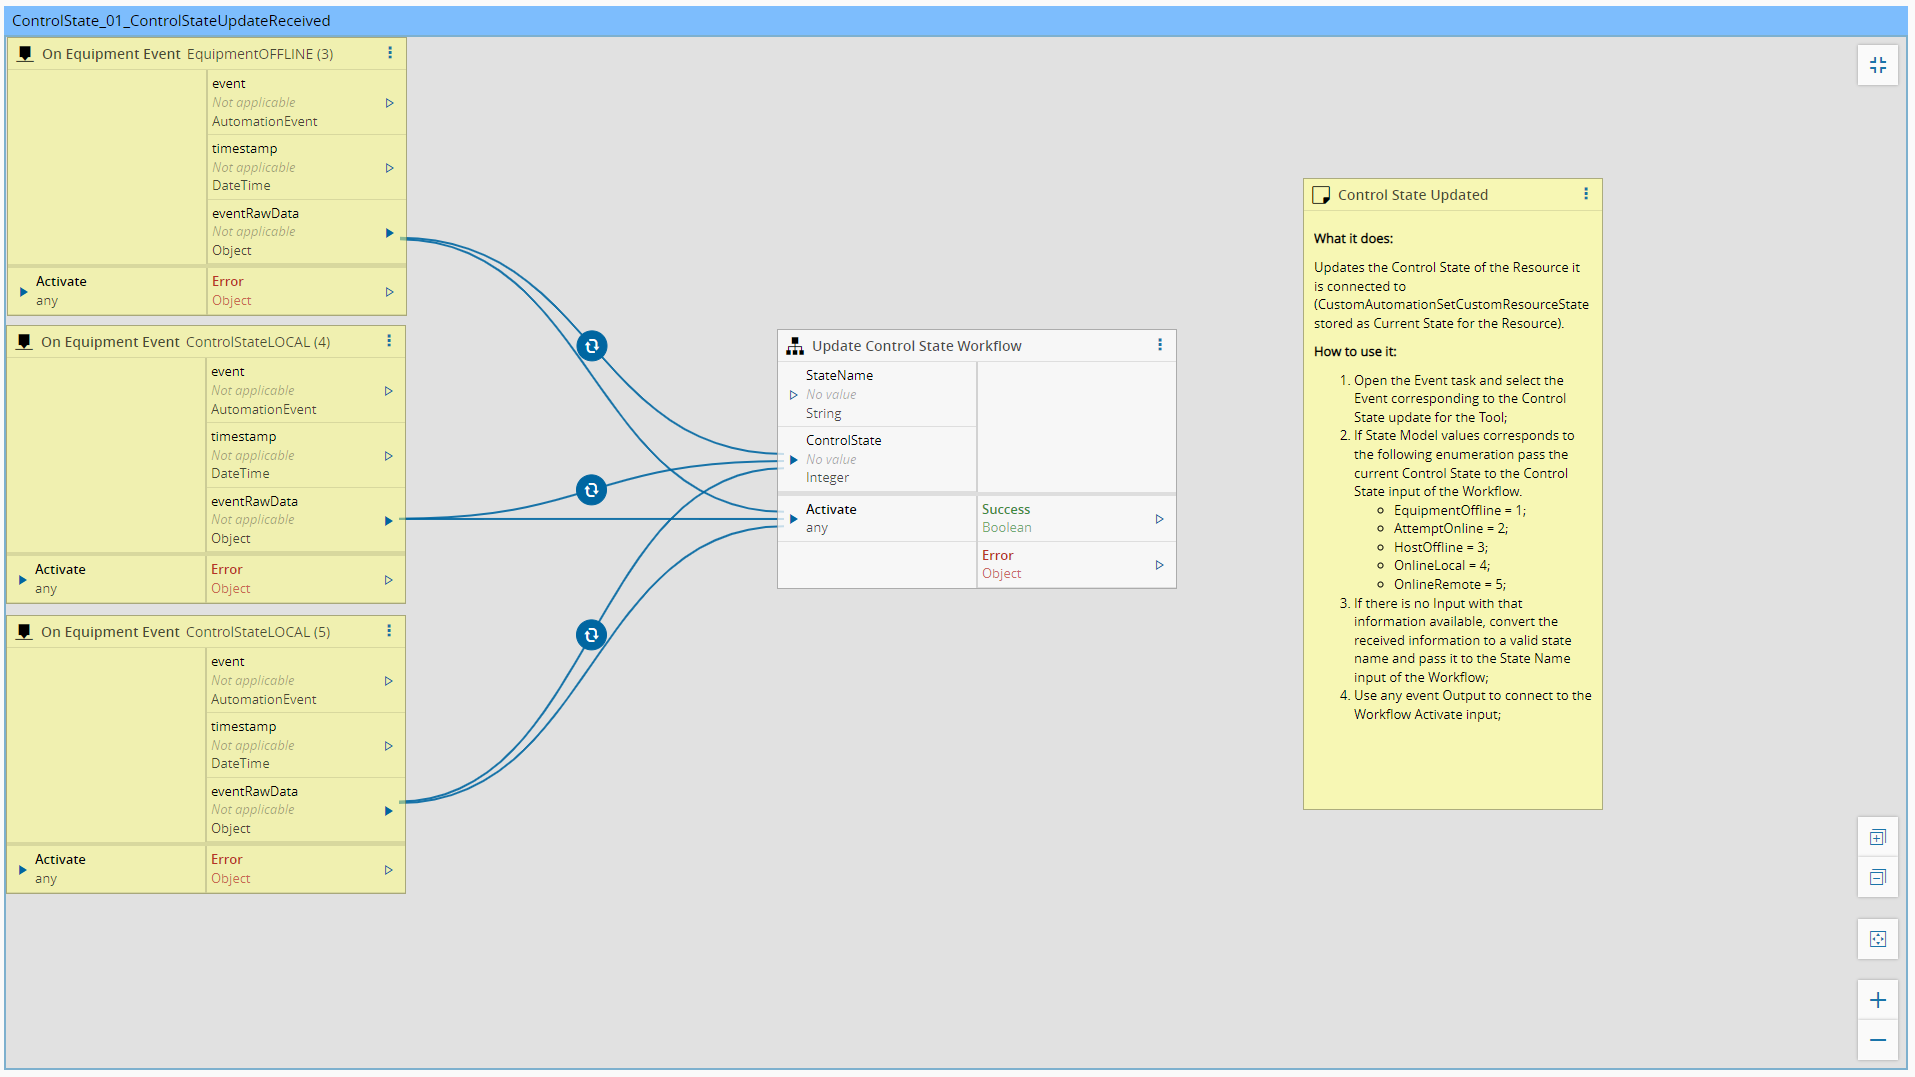 ControlState_01_ControlStateUpdateReceived
On Equipment Event EquipmentOFFLINE (3)
event
Not applicable
AutomationEvent
timestamp
Not applicable
DateTime
eventRawData
Not applicable
Object
Activate
any
Error
Object
On Equipment Event ControlStateLOCAL (4)
event
Not applicable
AutomationEvent
timestamp
Not applicable
DateTime
eventRawData
Not applicable
Object
Activate
any
Error
Object
On Equipment Event ControlStateLOCAL (5)
event
Not applicable
AutomationEvent
timestamp
Not applicable
DateTime
eventRawData
Not applicable
Object
Activate
any
Error
Object
Update Control State Workflow
StateName
No value
String
ControlState
No value
Integer
Activate
any
Success
Boolean
Error
Object
Control State Updated
What it does:
Updates the Control State of the Resource it
is connected to
(CustomAutomationSetCustomResourceState
stored as Current State for the Resource).
How to use it:
1. Open the Event task and select the
Event corresponding to the Control
State update for the Tool;
2. If State Model values corresponds to
the following enumeration pass the
current Control State to the Control
State input of the Workflow.
EquipmentOffline = 1;
AttemptOnline = 2;
HostOffline = 3;
OnlineLocal = 4;
OnlineRemote = 5;
3. If there is no Input with that
information available, convert the
received information to a valid state
name and pass it to the State Name
input of the Workflow;
4. Use any event Output to connect to the
Workflow Activate input;